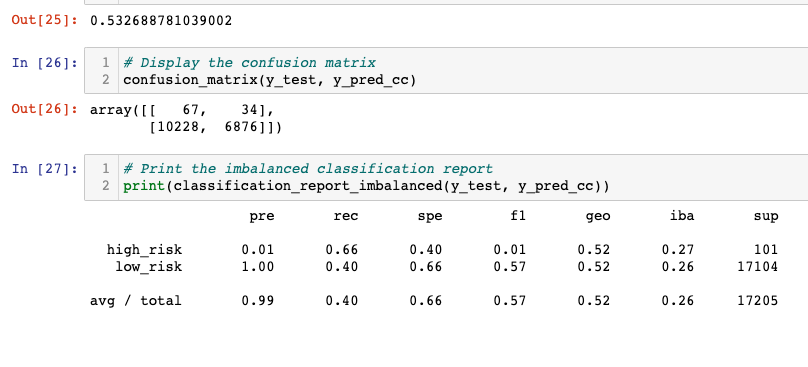 Out[25]: 0.532688781039002
In [26]: 1 # Display the confusion matrix
2 confusion_matrix(y_test, y_pred_cc)
Out[26]: array([[ 67, 34],
[10228, 6876]])
In [27]: 1 # Print the imbalanced classification report
2 print(classification_report_imbalanced(y_test, y_pred_cc))
pre rec spe f1 geo iba sup
high_risk 0.01 0.66 0.40 0.01 0.52 0.27 101
low_risk 1.00 0.40 0.66 0.57 0.52 0.26 17104
avg / total 0.99 0.40 0.66 0.57 0.52 0.26 17205